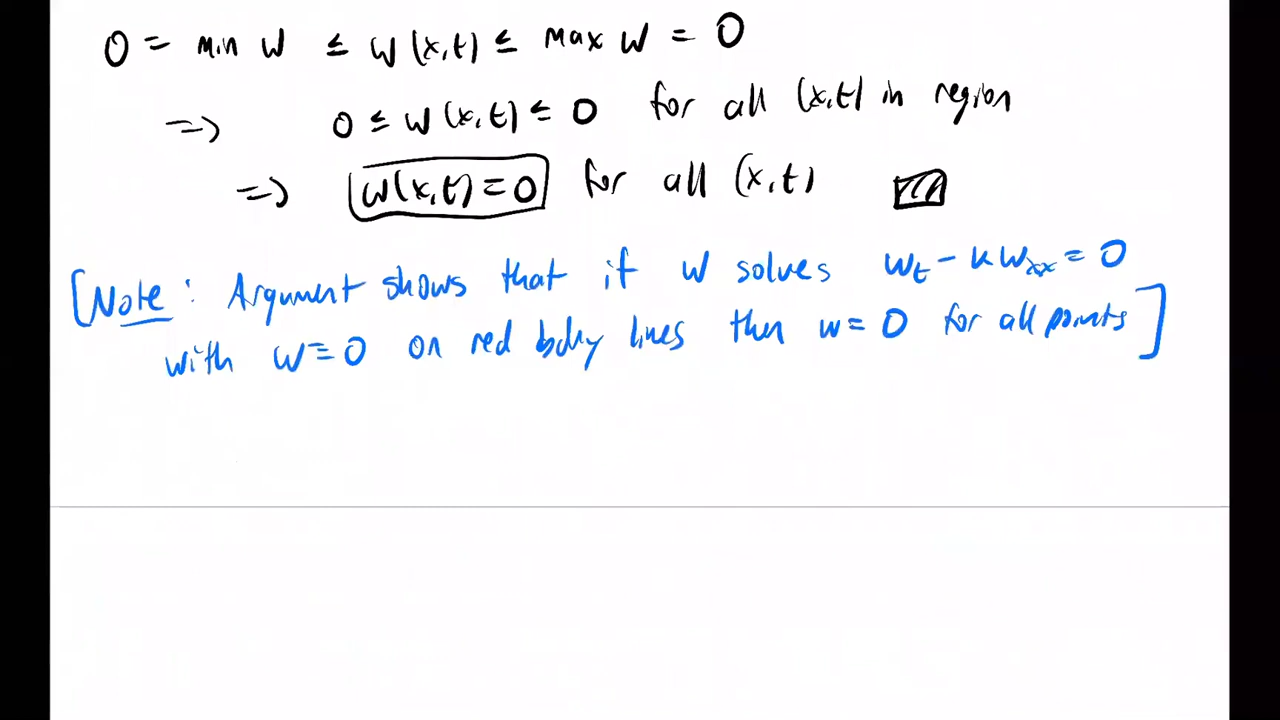 0 = min w ≤ w(x,t) ≤ max w = 0
=> 0 ≤ w(x,t) ≤ 0 for all (x,t) in region
=> w(x,t) = 0 for all (x,t)
[Note: Argument shows that if w solves w_t - k w_xx = 0
with w ≡ 0 on red bdry lines then w = 0 for all points]